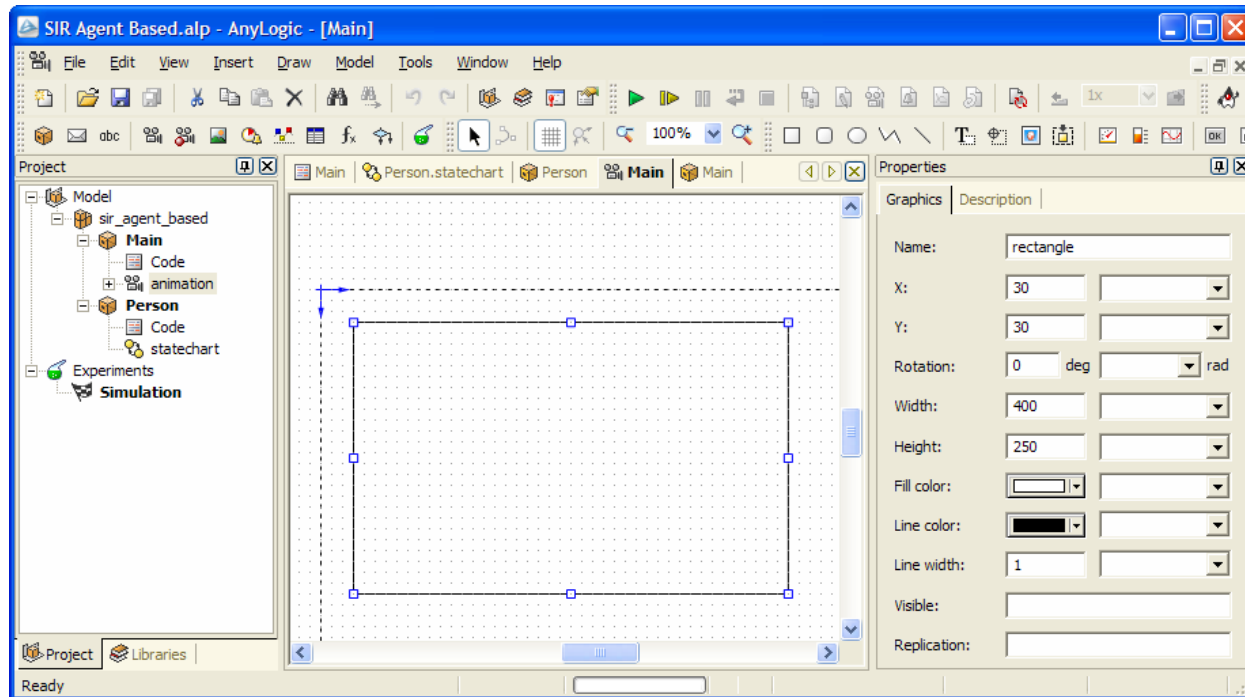 SIR Agent Based.alp - AnyLogic - [Main]
File Edit View Insert Draw Model Tools Window Help
1x
abc 100% OK
Project
Main Person.statechart Person Main Main
Properties
Graphics Description
Model
sir_agent_based
Main
Code
animation
Person
Code
statechart
Experiments
Simulation
Name: rectangle
X: 30
Y: 30
Rotation: 0 deg rad
Width: 400
Height: 250
Fill color:
Line color:
Line width: 1
Visible:
Replication:
Project Libraries
Ready